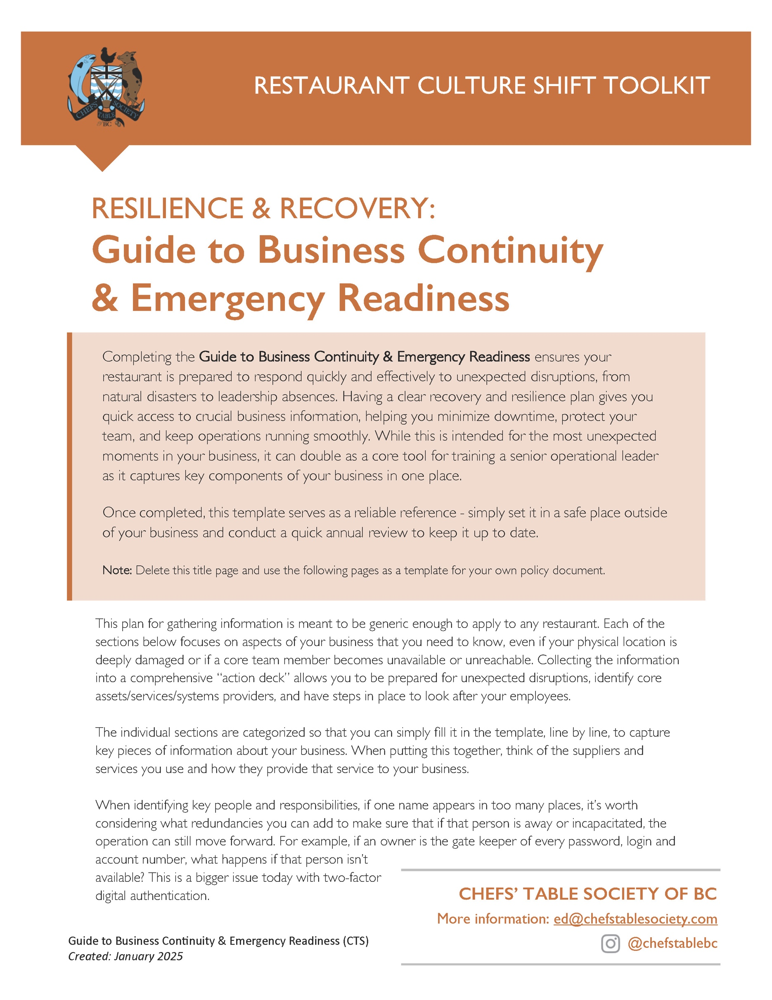 CHEFS' TABLE SOCIETY
OF BC
RESTAURANT CULTURE SHIFT TOOLKIT
RESILIENCE & RECOVERY:
Guide to Business Continuity
& Emergency Readiness
Completing the Guide to Business Continuity & Emergency Readiness ensures your
restaurant is prepared to respond quickly and effectively to unexpected disruptions, from
natural disasters to leadership absences. Having a clear recovery and resilience plan gives you
quick access to crucial business information, helping you minimize downtime, protect your
team, and keep operations running smoothly. While this is intended for the most unexpected
moments in your business, it can double as a core tool for training a senior operational leader
as it captures key components of your business in one place.
Once completed, this template serves as a reliable reference - simply set it in a safe place outside
of your business and conduct a quick annual review to keep it up to date.
Note: Delete this title page and use the following pages as a template for your own policy document.
This plan for gathering information is meant to be generic enough to apply to any restaurant. Each of the
sections below focuses on aspects of your business that you need to know, even if your physical location is
deeply damaged or if a core team member becomes unavailable or unreachable. Collecting the information
into a comprehensive “action deck” allows you to be prepared for unexpected disruptions, identify core
assets/services/systems providers, and have steps in place to look after your employees.
The individual sections are categorized so that you can simply fill it in the template, line by line, to capture
key pieces of information about your business. When putting this together, think of the suppliers and
services you use and how they provide that service to your business.
When identifying key people and responsibilities, if one name appears in too many places, it’s worth
considering what redundancies you can add to make sure that if that person is away or incapacitated, the
operation can still move forward. For example, if an owner is the gate keeper of every password, login and
account number, what happens if that person isn’t
available? This is a bigger issue today with two-factor
digital authentication.
CHEFS’ TABLE SOCIETY OF BC
More information: ed@chefstablesociety.com
@chefstablebc
Guide to Business Continuity & Emergency Readiness (CTS)
Created: January 2025